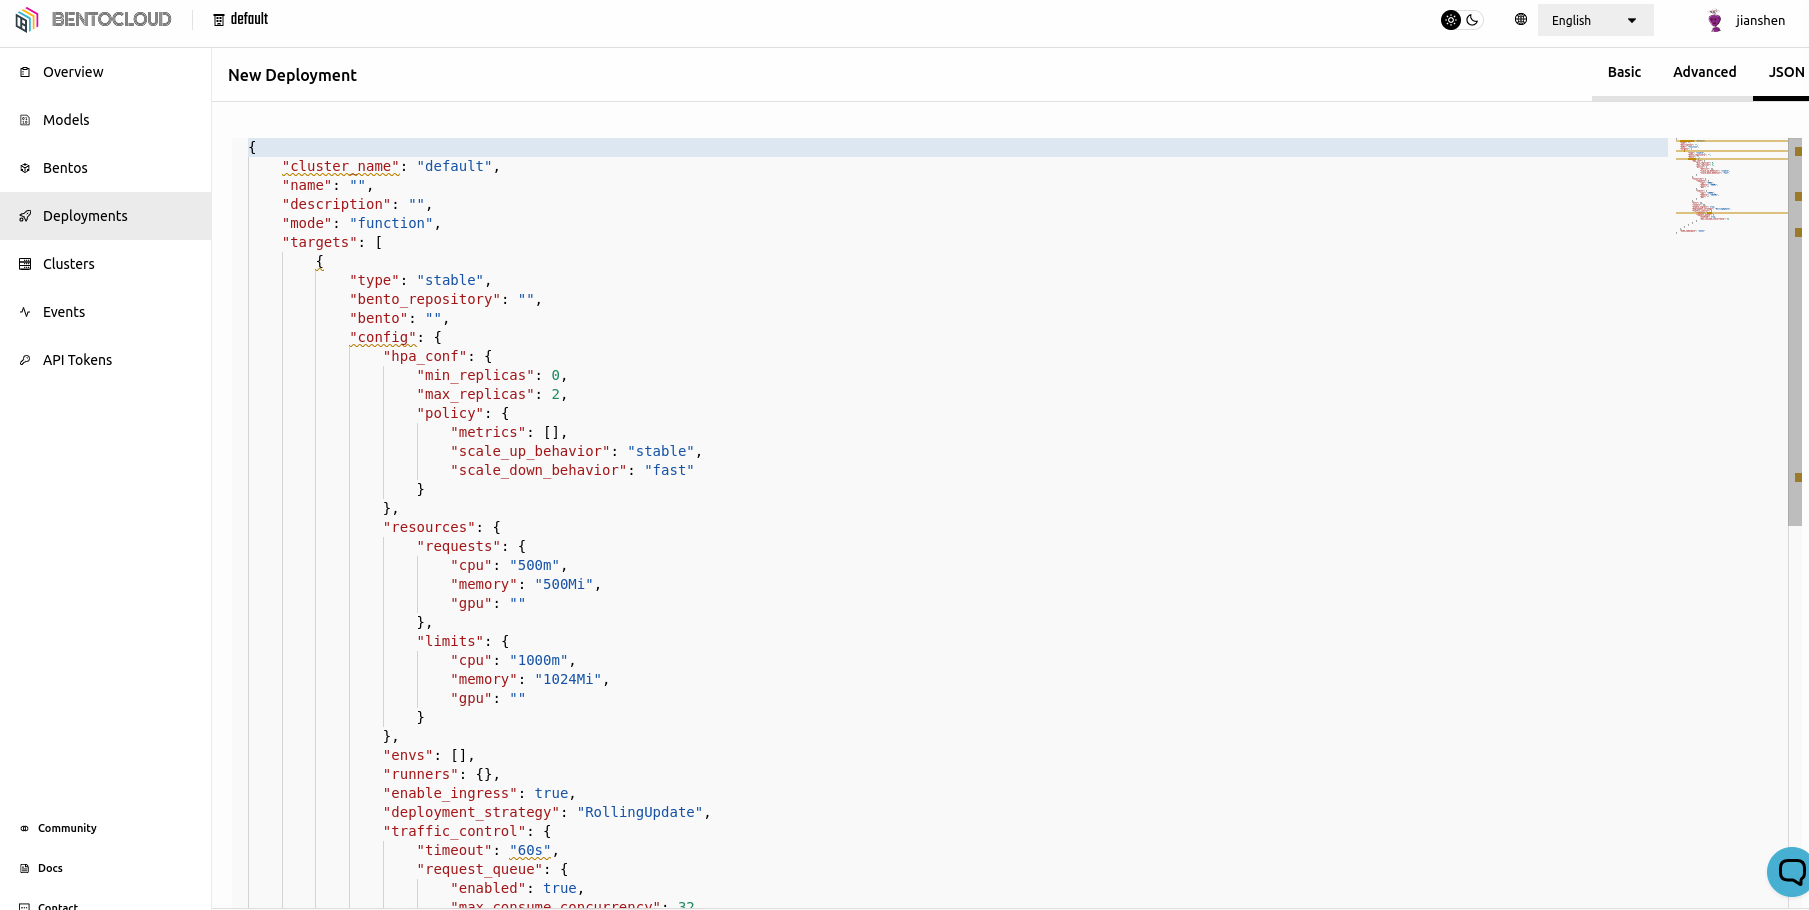 BENTOCLOUD
default
English
jianshen
Overview
Models
Bentos
Deployments
Clusters
Events
API Tokens
Community
Docs
Contact
New Deployment
Basic
Advanced
JSON
{
"cluster_name": "default",
"name": "",
"description": "",
"mode": "function",
"targets": [
{
"type": "stable",
"bento_repository": "",
"bento": "",
"config": {
"hpa_conf": {
"min_replicas": 0,
"max_replicas": 2,
"policy": {
"metrics": [],
"scale_up_behavior": "stable",
"scale_down_behavior": "fast"
}
},
"resources": {
"requests": {
"cpu": "500m",
"memory": "500Mi",
"gpu": ""
},
"limits": {
"cpu": "1000m",
"memory": "1024Mi",
"gpu": ""
}
},
"envs": [],
"runners": {},
"enable_ingress": true,
"deployment_strategy": "RollingUpdate",
"traffic_control": {
"timeout": "60s",
"request_queue": {
"enabled": true,
"max_consume_concurrency": 32